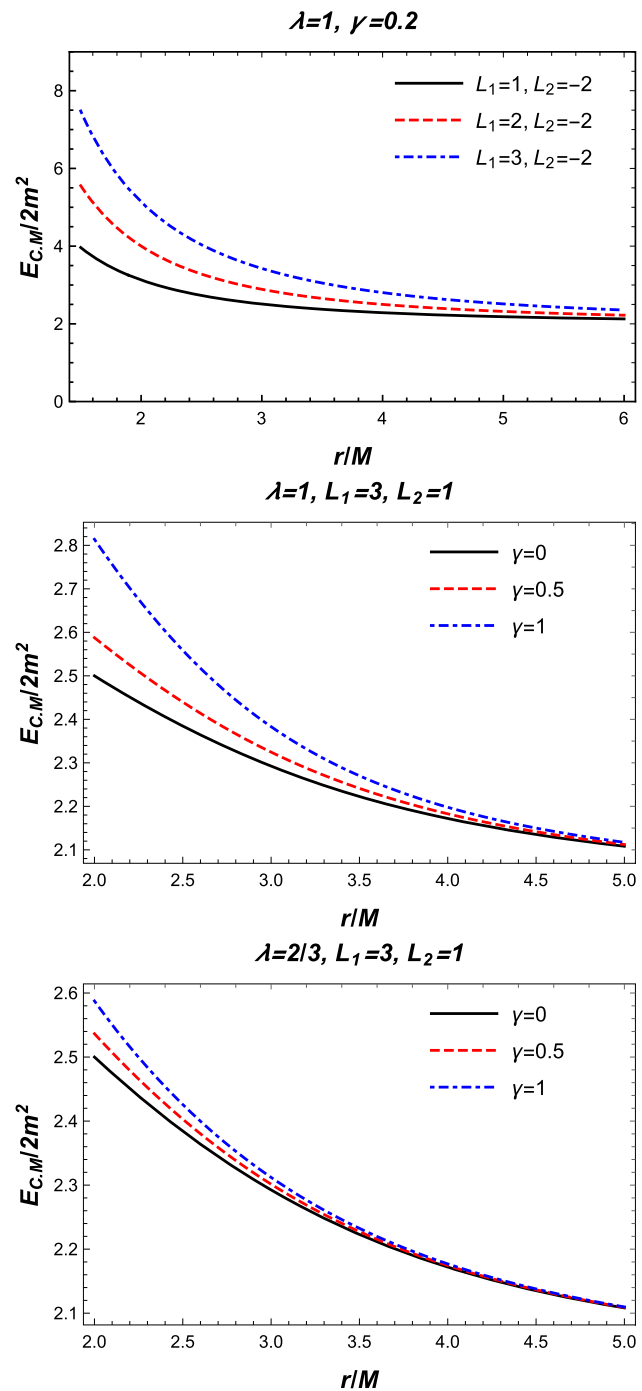 λ=1, γ=0.2
8
6
4
2
0
E_C.M/2m²
L₁=1, L₂=-2
L₁=2, L₂=-2
L₁=3, L₂=-2
2 3 4 5 6
r/M
λ=1, L₁=3, L₂=1
2.8
2.7
2.6
2.5
2.4
2.3
2.2
2.1
E_C.M/2m²
γ=0
γ=0.5
γ=1
2.0 2.5 3.0 3.5 4.0 4.5 5.0
r/M
λ=2/3, L₁=3, L₂=1
2.6
2.5
2.4
2.3
2.2
2.1
E_C.M/2m²
γ=0
γ=0.5
γ=1
2.0 2.5 3.0 3.5 4.0 4.5 5.0
r/M